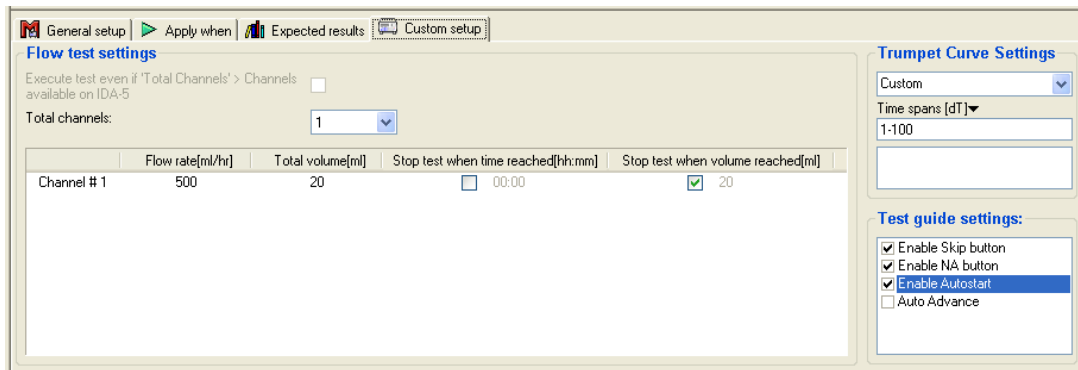 General setup Apply when Expected results Custom setup
Flow test settings
Execute test even if 'Total Channels' > Channels
available on IDA-5
Total channels: 1
Flow rate[ml/hr] Total volume[ml] Stop test when time reached[hh:mm] Stop test when volume reached[ml]
Channel # 1 500 20 00:00 20
Trumpet Curve Settings
Custom
Time spans [dT]
1-100
Test guide settings:
Enable Skip button
Enable NA button
Enable Autostart
Auto Advance